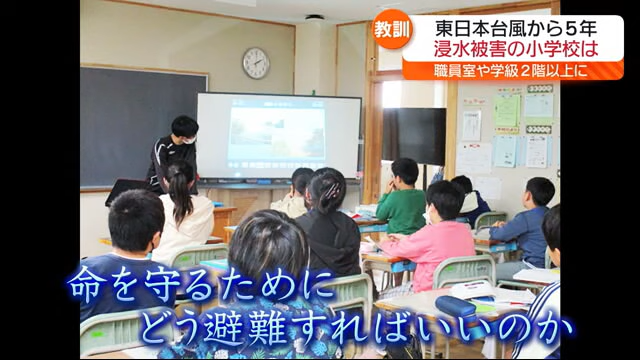 教訓
東日本台風から５年
浸水被害の小学校は
職員室や学級２階以上に
命を守るために
どう避難すればいいのか